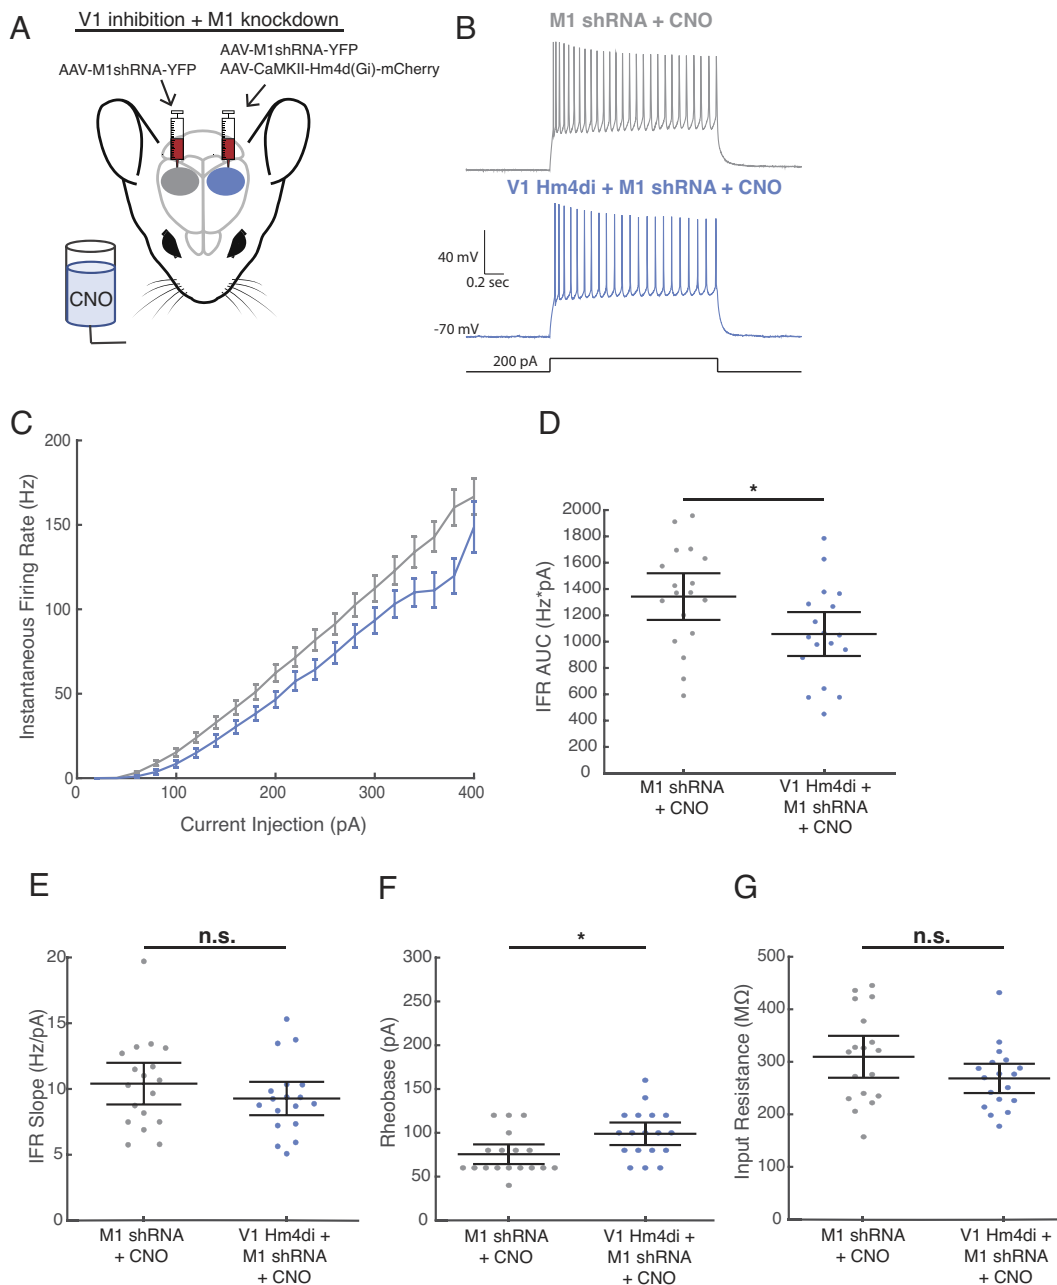 A
V1 inhibition + M1 knockdown
AAV-M1shRNA-YFP
AAV-M1shRNA-YFP
AAV-CaMKII-Hm4d(Gi)-mCherry
CNO
B
M1 shRNA + CNO
V1 Hm4di + M1 shRNA + CNO
40 mV
0.2 sec
-70 mV
200 pA
C
Instantaneous Firing Rate (Hz)
200
150
100
50
0
0
100
200
300
400
Current Injection (pA)
D
*
IFR AUC (Hz*pA)
2000
1800
1600
1400
1200
1000
800
600
400
200
0
M1 shRNA
+ CNO
V1 Hm4di +
M1 shRNA
+ CNO
E
n.s.
IFR Slope (Hz/pA)
20
15
10
5
0
M1 shRNA
+ CNO
V1 Hm4di +
M1 shRNA
+ CNO
F
*
Rheobase (pA)
300
250
200
150
100
50
0
M1 shRNA
+ CNO
V1 Hm4di +
M1 shRNA
+ CNO
G
n.s.
Input Resistance (MΩ)
500
400
300
200
100
0
M1 shRNA
+ CNO
V1 Hm4di +
M1 shRNA
+ CNO